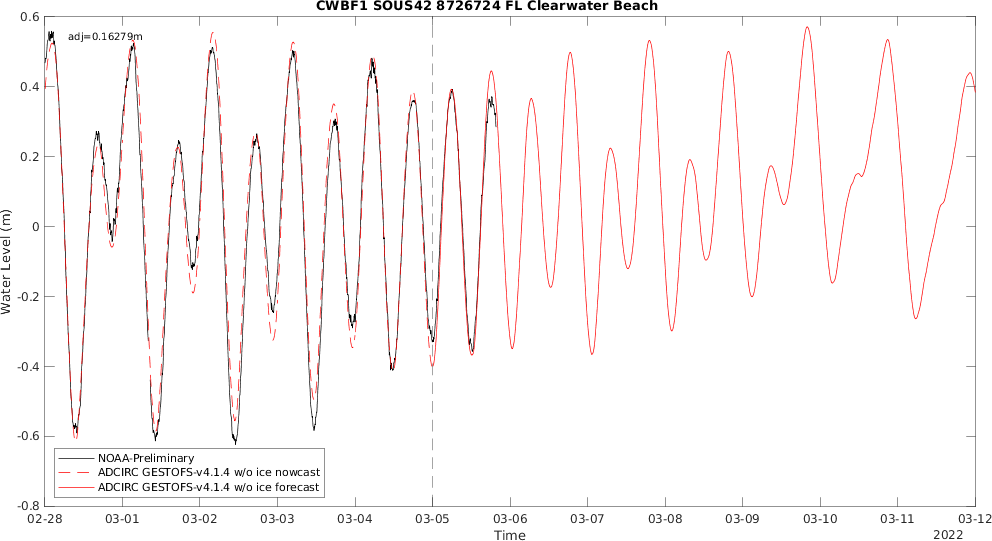 CWBF1 SOUS42 8726724 FL Clearwater Beach
adj=0.16279m
0.6
0.4
0.2
0
-0.2
-0.4
-0.6
-0.8
Water Level (m)
NOAA-Preliminary
ADCIRC GESTOFS-v4.1.4 w/o ice nowcast
ADCIRC GESTOFS-v4.1.4 w/o ice forecast
02-28 03-01 03-02 03-03 03-04 03-05 03-06 03-07 03-08 03-09 03-10 03-11 03-12
Time
2022